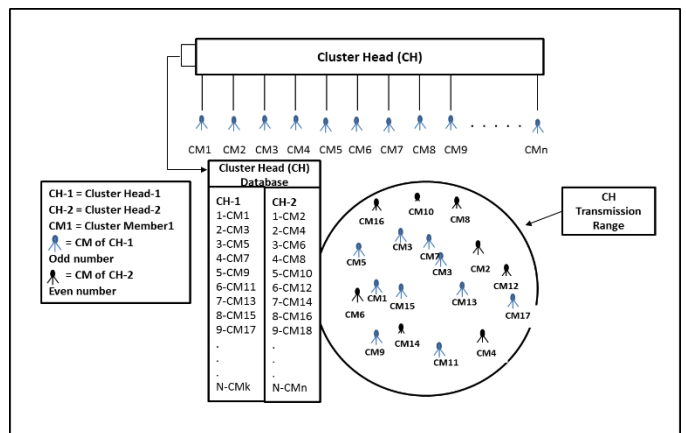 Cluster Head (CH)
CM1 CM2 CM3 CM4 CM5 CM6 CM7 CM8 CM9 . . . . . CMn
Cluster Head (CH)
Database
CH-1 = Cluster Head-1
CH-2 = Cluster Head-2
CM1 = Cluster Member1
= CM of CH-1
Odd number
= CM of CH-2
Even number
CH-1 CH-2
1-CM1 1-CM2
2-CM3 2-CM4
3-CM5 3-CM6
4-CM7 4-CM8
5-CM9 5-CM10
6-CM11 6-CM12
7-CM13 7-CM14
8-CM15 8-CM16
9-CM17 9-CM18
. .
. .
. .
N-CMk N-CMn
CM16 CM10 CM8
CM3 CM7 CM2
CM5 CM3
CM12
CM1 CM15 CM13
CM6 CM17
CM14
CM9 CM11 CM4
CH
Transmission
Range